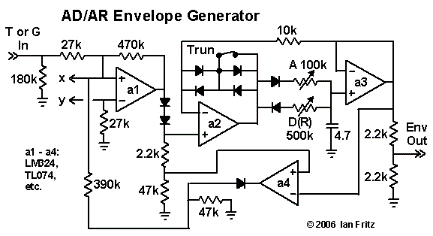 AD/AR Envelope Generator
T or G
In
27k
470k
10k
Trun
180k
x
y
+
-
a1
27k
-
+
a2
A 100k
D(R)
500k
-
+
a3
4.7
2.2k
Env
Out
2.2k
a1 - a4:
LM324,
TL074,
etc.
390k
2.2k
47k
47k
+
-
a4
© 2006 Ian Fritz